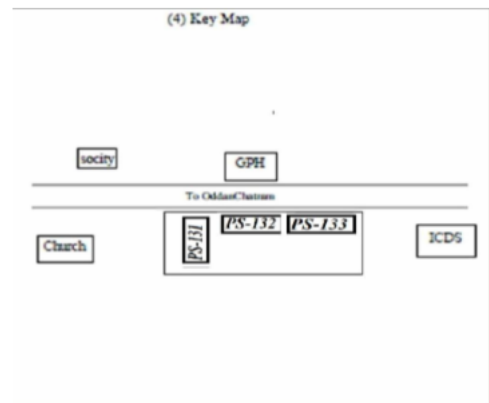 (4) Key Map
socity
GPH
To OddanChatram
PS-131
PS-132
PS-133
Church
ICDS